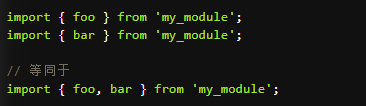 import { foo } from 'my_module';
import { bar } from 'my_module';
// 等同于
import { foo, bar } from 'my_module';